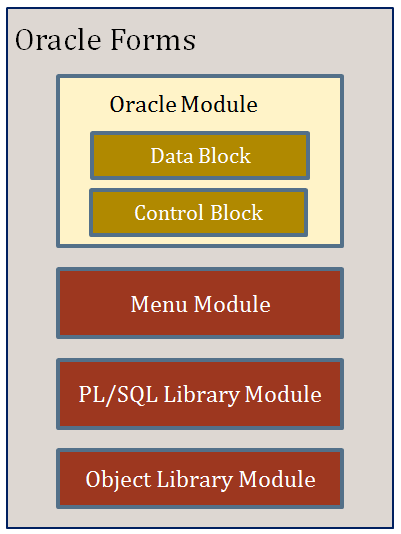 Oracle Forms
Oracle Module
Data Block
Control Block
Menu Module
PL/SQL Library Module
Object Library Module